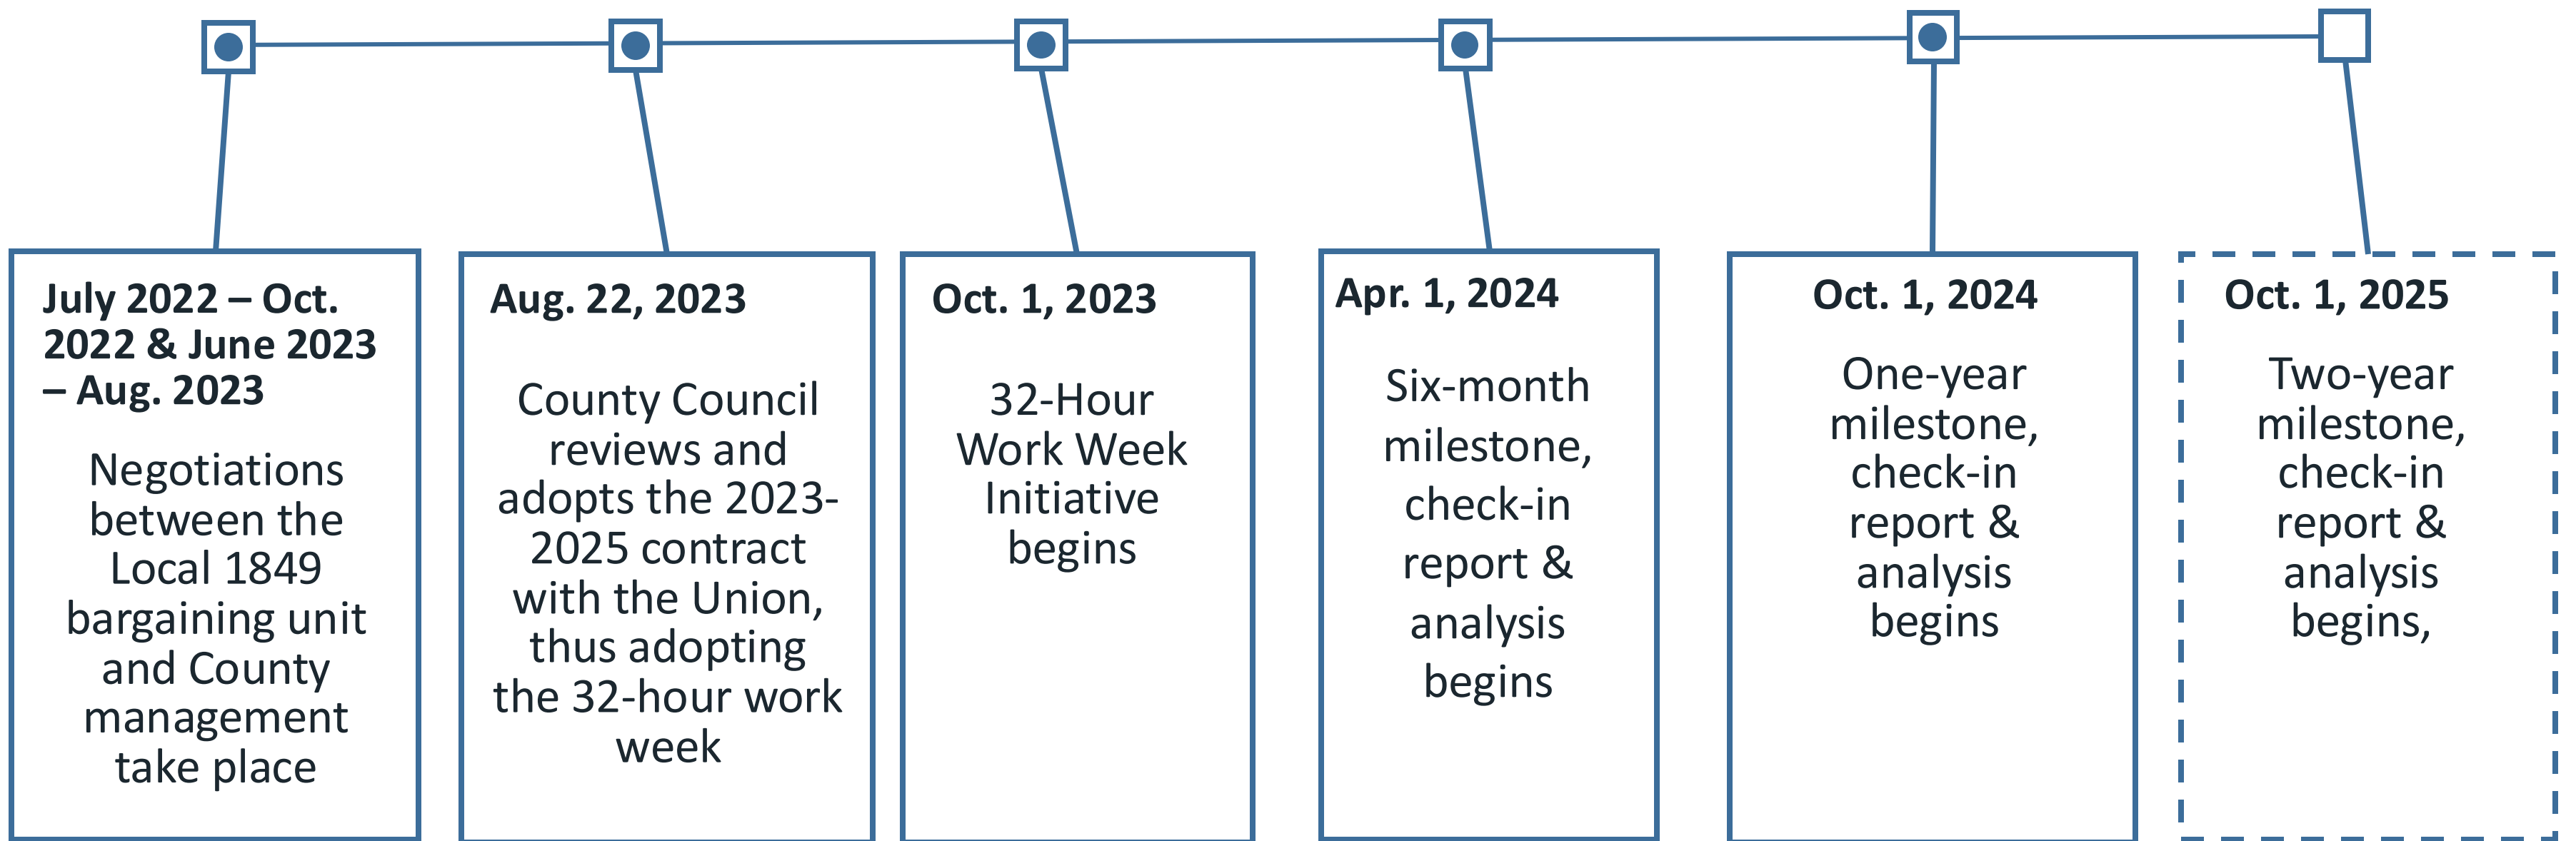 July 2022 – Oct.
2022 & June 2023
– Aug. 2023
Negotiations
between the
Local 1849
bargaining unit
and County
management
take place
Aug. 22, 2023
County Council
reviews and
adopts the 2023-
2025 contract
with the Union,
thus adopting
the 32-hour work
week
Oct. 1, 2023
32-Hour
Work Week
Initiative
begins
Apr. 1, 2024
Six-month
milestone,
check-in
report &
analysis
begins
Oct. 1, 2024
One-year
milestone,
check-in
report &
analysis
begins
Oct. 1, 2025
Two-year
milestone,
check-in
report &
analysis
begins,